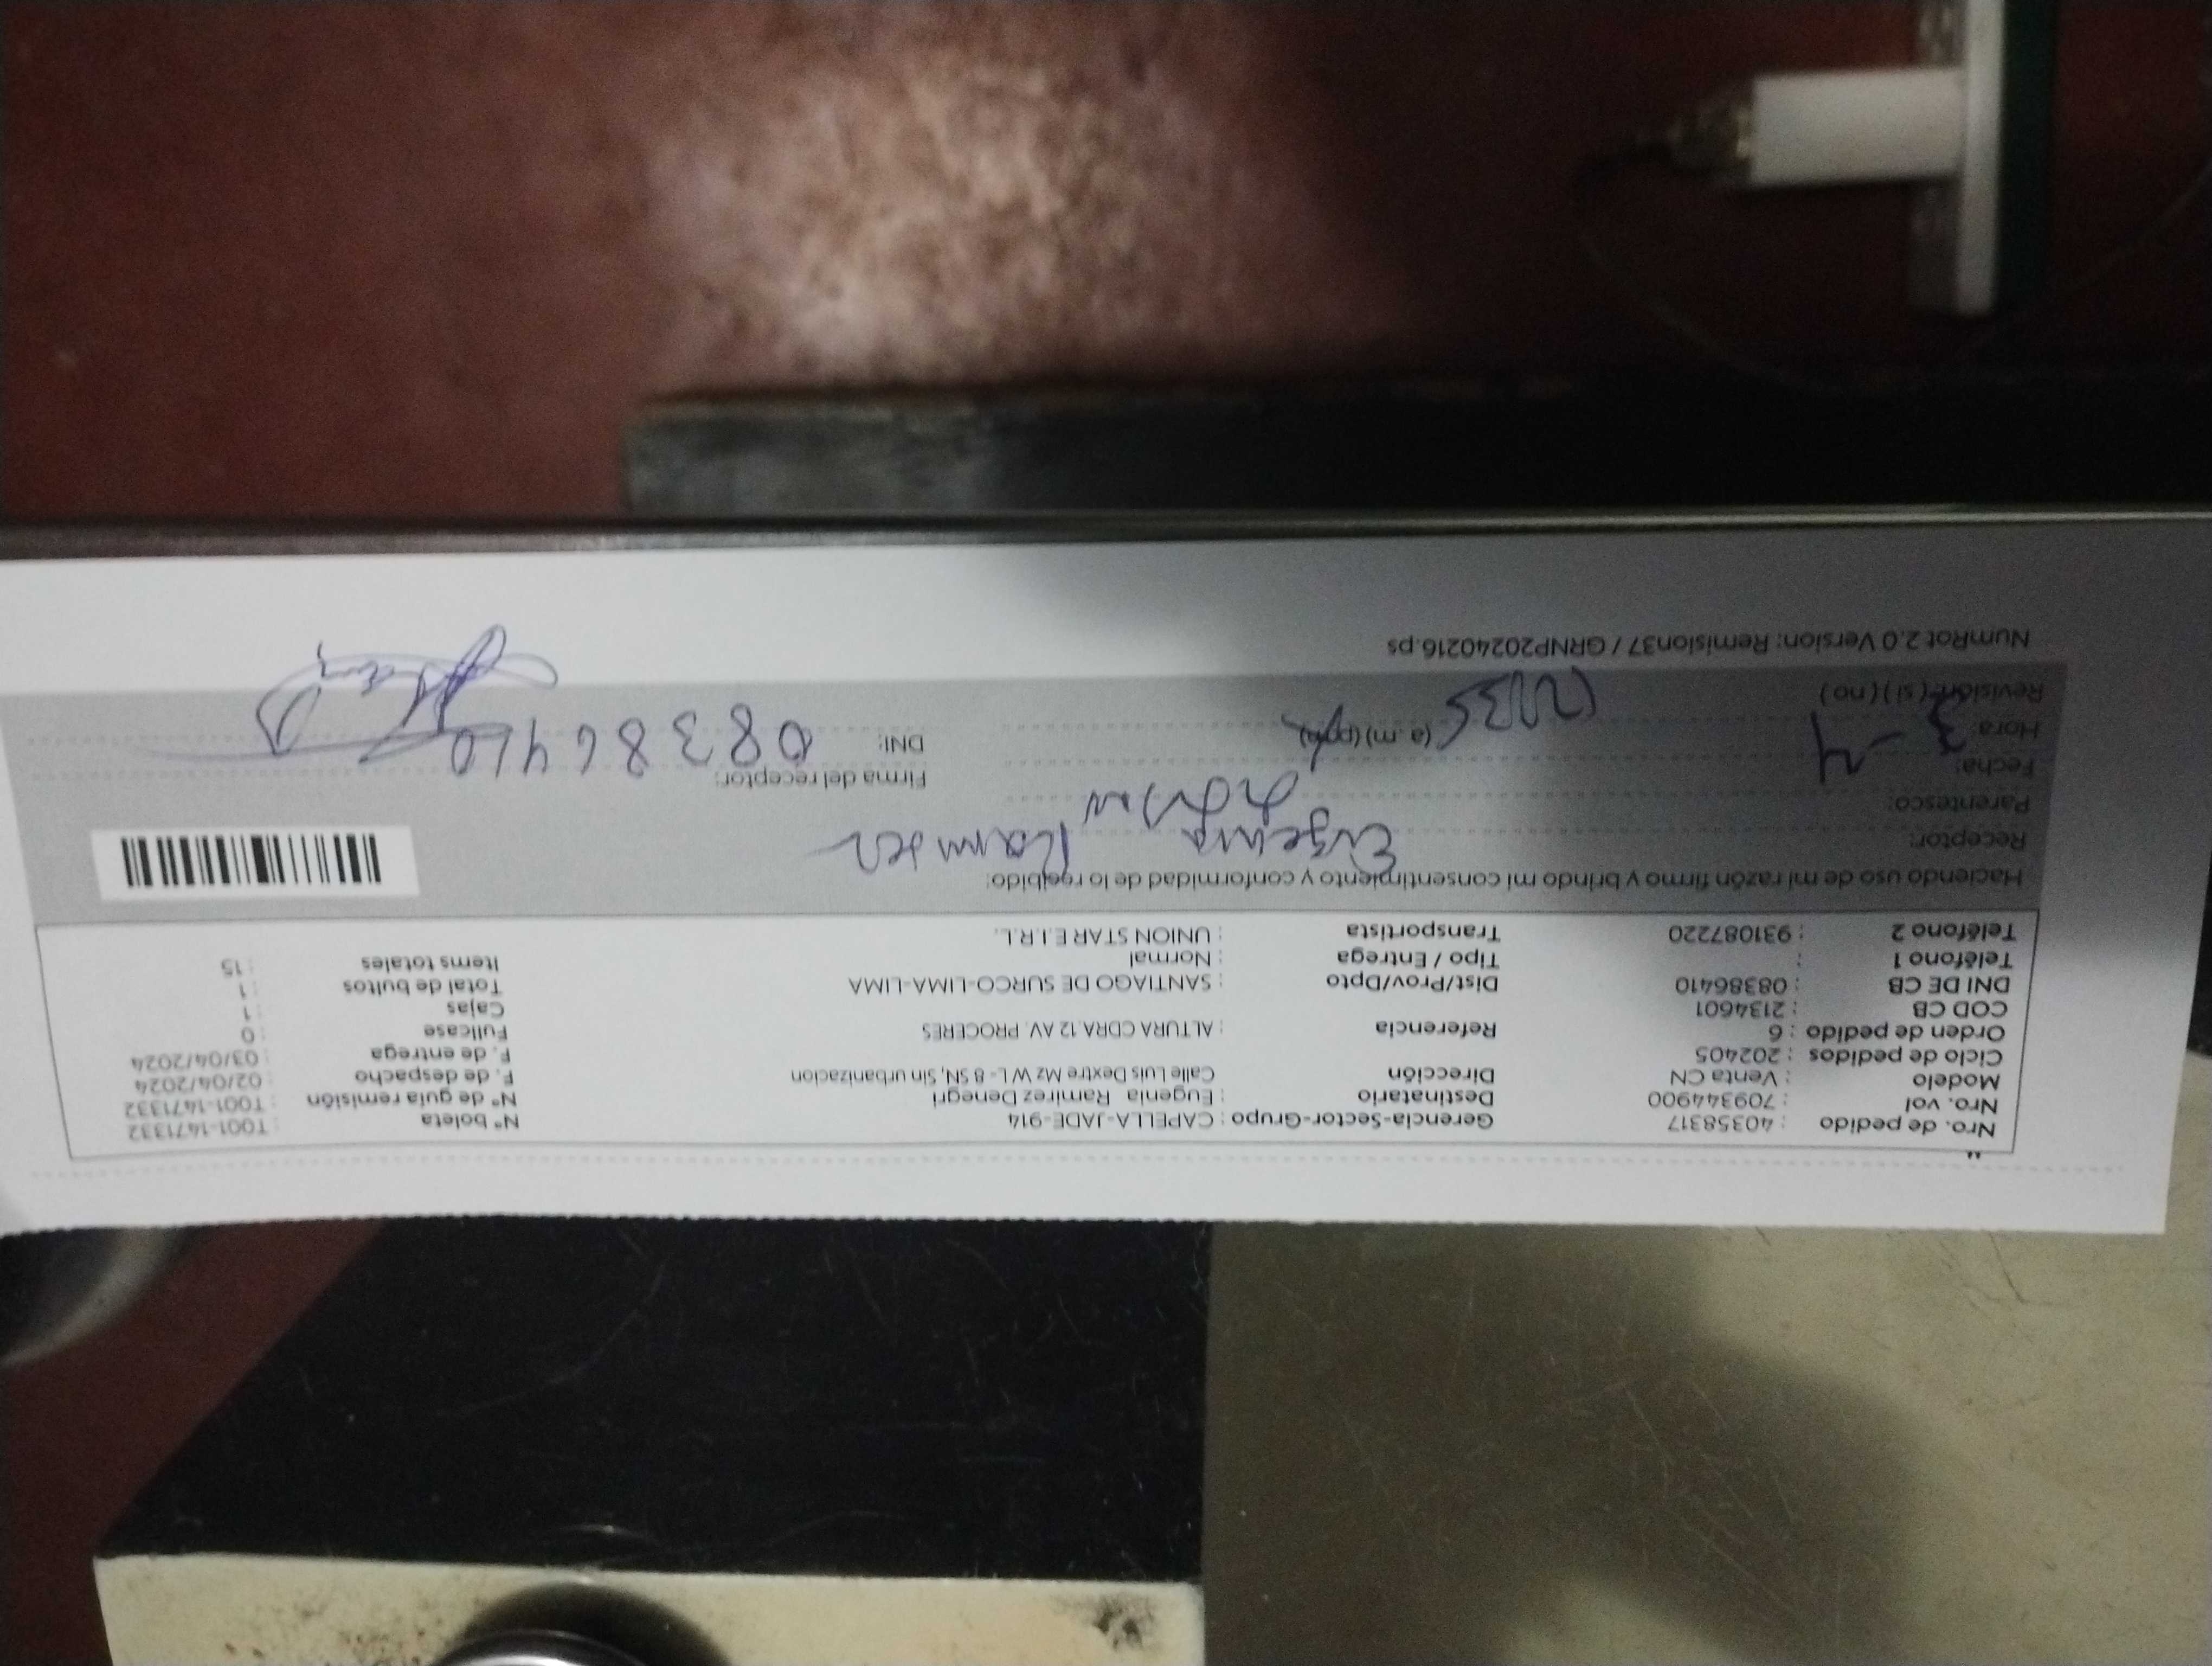 Nro. de pedido : 40358317 Gerencia-Sector-Grupo : CAPELLA-JADE-914 N° boleta : T001-1471332
Nro. vol : 709344900 Destinatario : Eugenia Ramirez Denegri N° de guía remisión : T001-1471332
Modelo : Venta CN Dirección : Calle Luis Dextre Mz W L- 8 SN, Sin urbanizacion F. de despacho : 02/04/2024
Ciclo de pedidos : 202405 F. de entrega : 03/04/2024
Orden de pedido : 6 Referencia : ALTURA CDRA.12 AV. PROCERES Fullcase : 0
COD CB : 2134601 Cajas : 1
DNI DE CB : 08386410 Dist/Prov/Dpto : SANTIAGO DE SURCO-LIMA-LIMA Total de bultos : 1
Teléfono 1 : Tipo / Entrega : Normal Items totales : 15
Teléfono 2 : 931087220 Transportista : UNION STAR E.I.R.L.
Haciendo uso de mi razón firmo y brindo mi consentimiento y conformidad de lo recibido:
Receptor: Eugenia Ramirez
Parentesco:
Fecha: 3-4 Firma del receptor:
Hora: (a.m) (p.m) DNI: 08386410
Revisión: ( si ) ( no )
NumRot 2.0 Version: Remision37 / GRNP20240216.ps